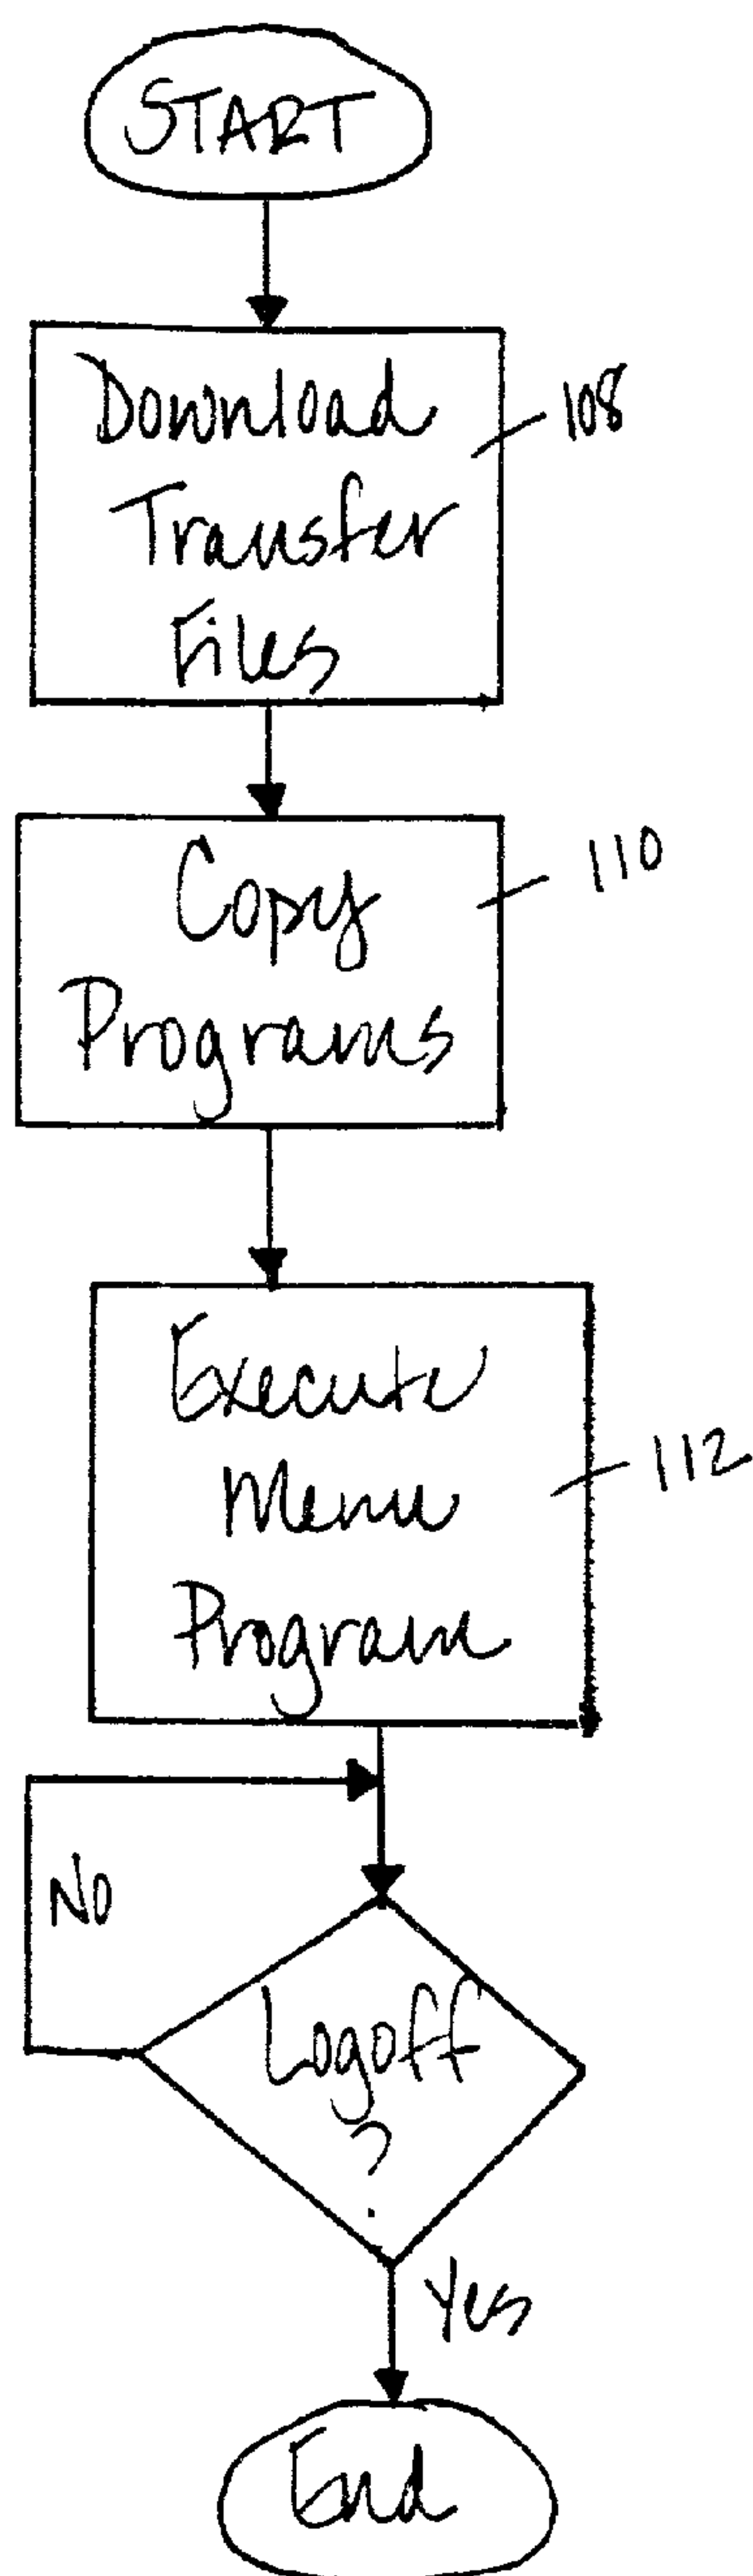 START
Download
Transfer
Files
108
Copy
Programs
110
Execute
Menu
Program
112
No
Logoff
?
Yes
End